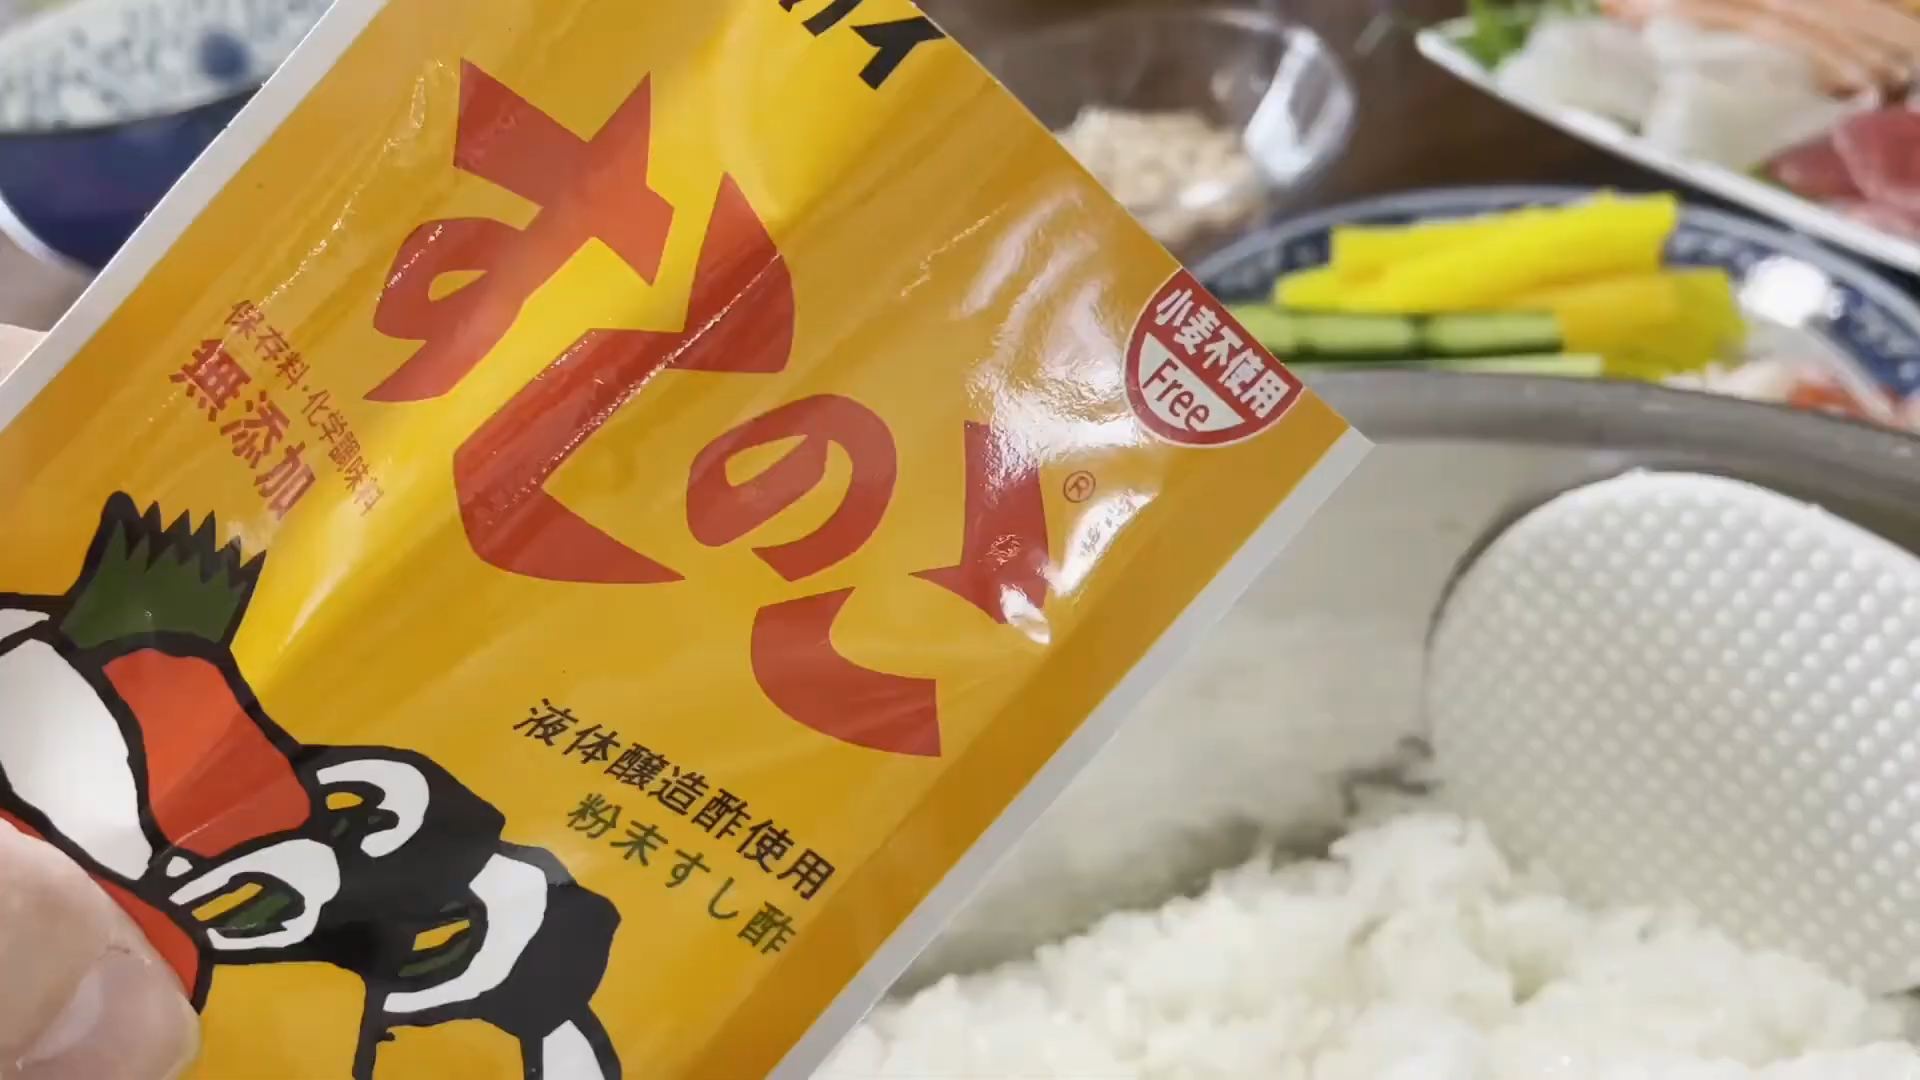 すしのこ
®
小麦不使用
Free
保存料・化学調味料
無添加
液体醸造酢使用
粉末すし酢